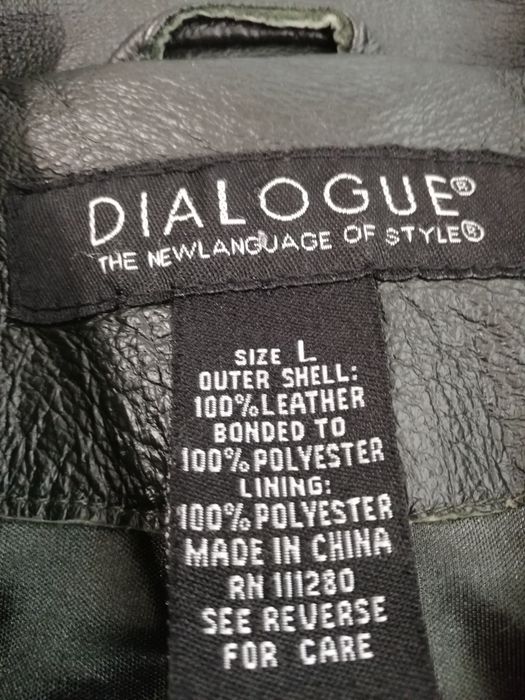 DIALOGUE®
THE NEWLANGUAGE OF STYLE®
SIZE L
OUTER SHELL:
100%LEATHER
BONDED TO
100%POLYESTER
LINING:
100%POLYESTER
MADE IN CHINA
RN 111280
SEE REVERSE
FOR CARE